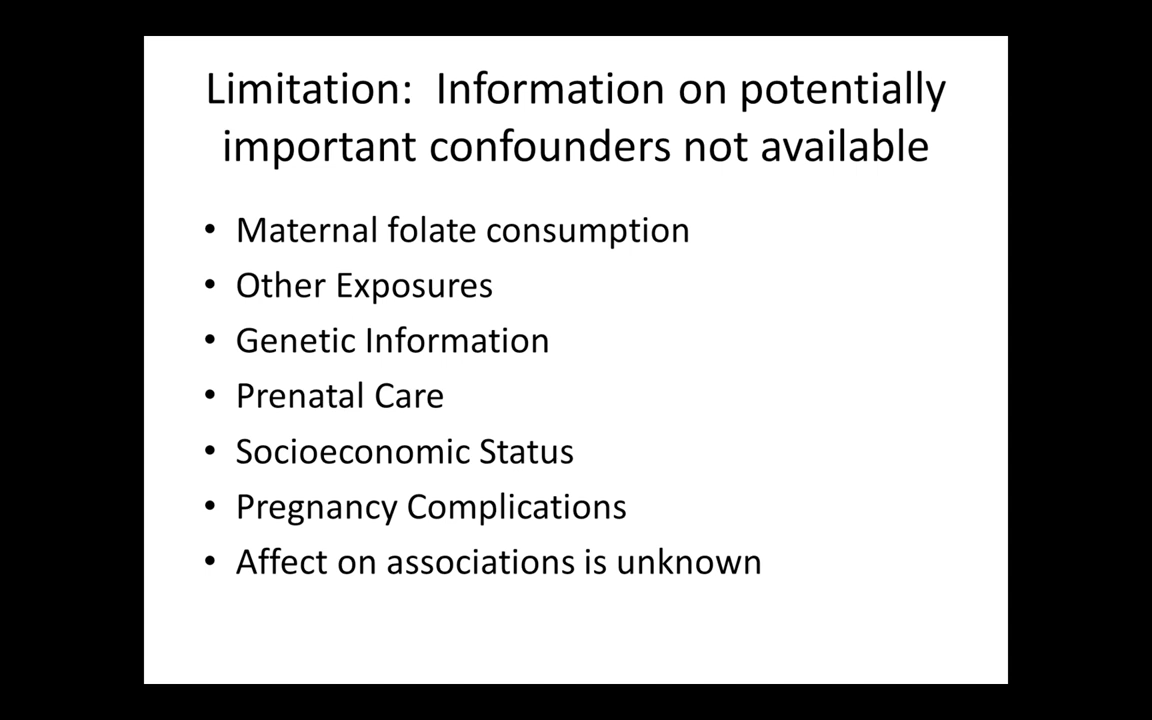 Limitation:  Information on potentially
important confounders not available
• Maternal folate consumption
• Other Exposures
• Genetic Information
• Prenatal Care
• Socioeconomic Status
• Pregnancy Complications
• Affect on associations is unknown